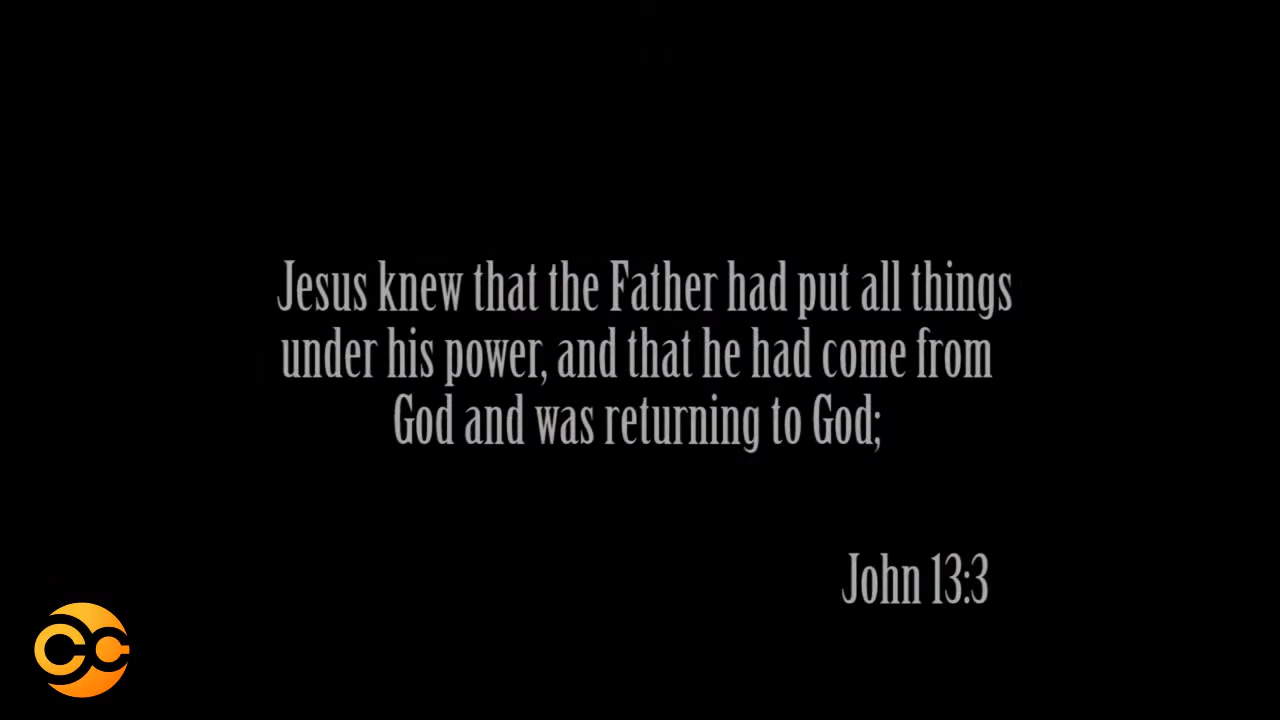 Jesus knew that the Father had put all things
under his power, and that he had come from
God and was returning to God;
John 13:3
CC